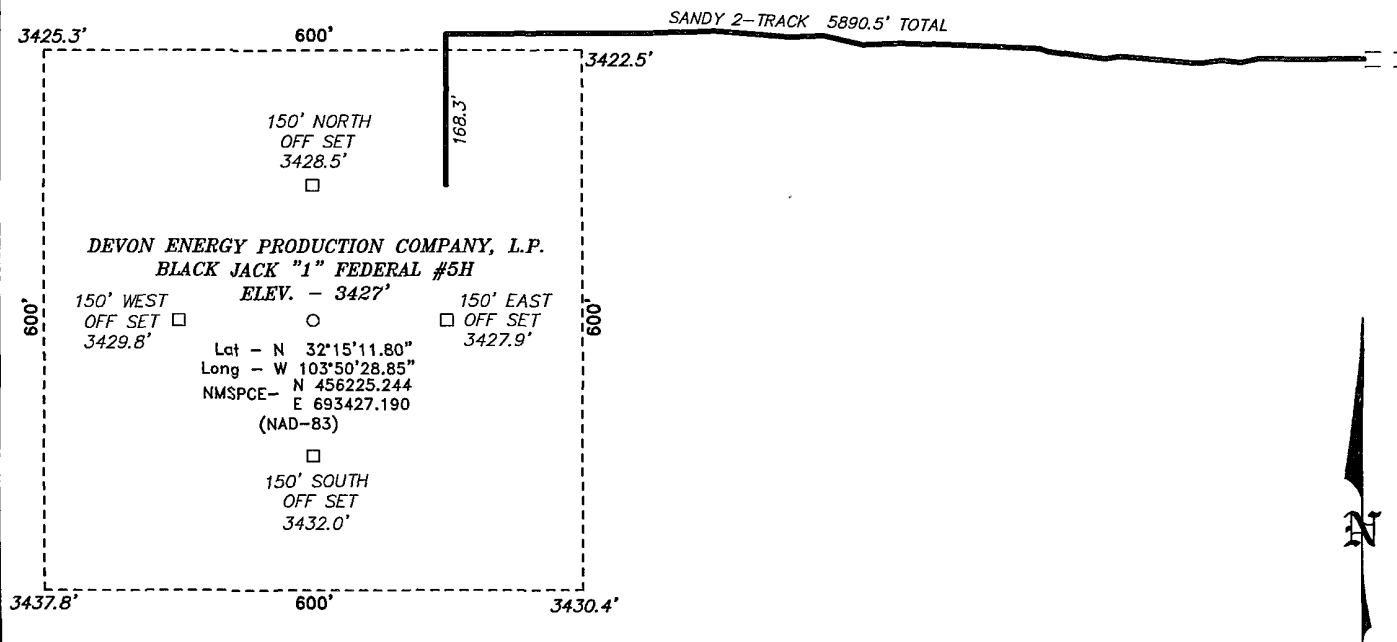 SANDY 2-TRACK 5890.5' TOTAL
3425.3'
600'
3422.5'
168.3'
150' NORTH
OFF SET
3428.5'
DEVON ENERGY PRODUCTION COMPANY, L.P.
BLACK JACK "1" FEDERAL #5H
ELEV. - 3427'
600'
150' WEST
OFF SET
3429.8'
150' EAST
OFF SET
3427.9'
600'
Lat - N 32°15'11.80"
Long - W 103°50'28.85"
NMSPCE- N 456225.244
E 693427.190
(NAD-83)
150' SOUTH
OFF SET
3432.0'
3437.8'
600'
3430.4'
N